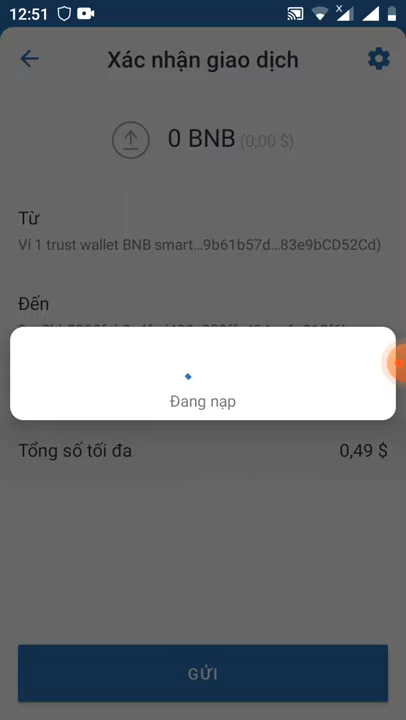 12:51
Xác nhận giao dịch
0 BNB (0,00 $)
Từ
Ví 1 trust wallet BNB smart...9b61b57d...83e9bCD52Cd)
Đến
Đang nạp
Tổng số tối đa
0,49 $
GỬI